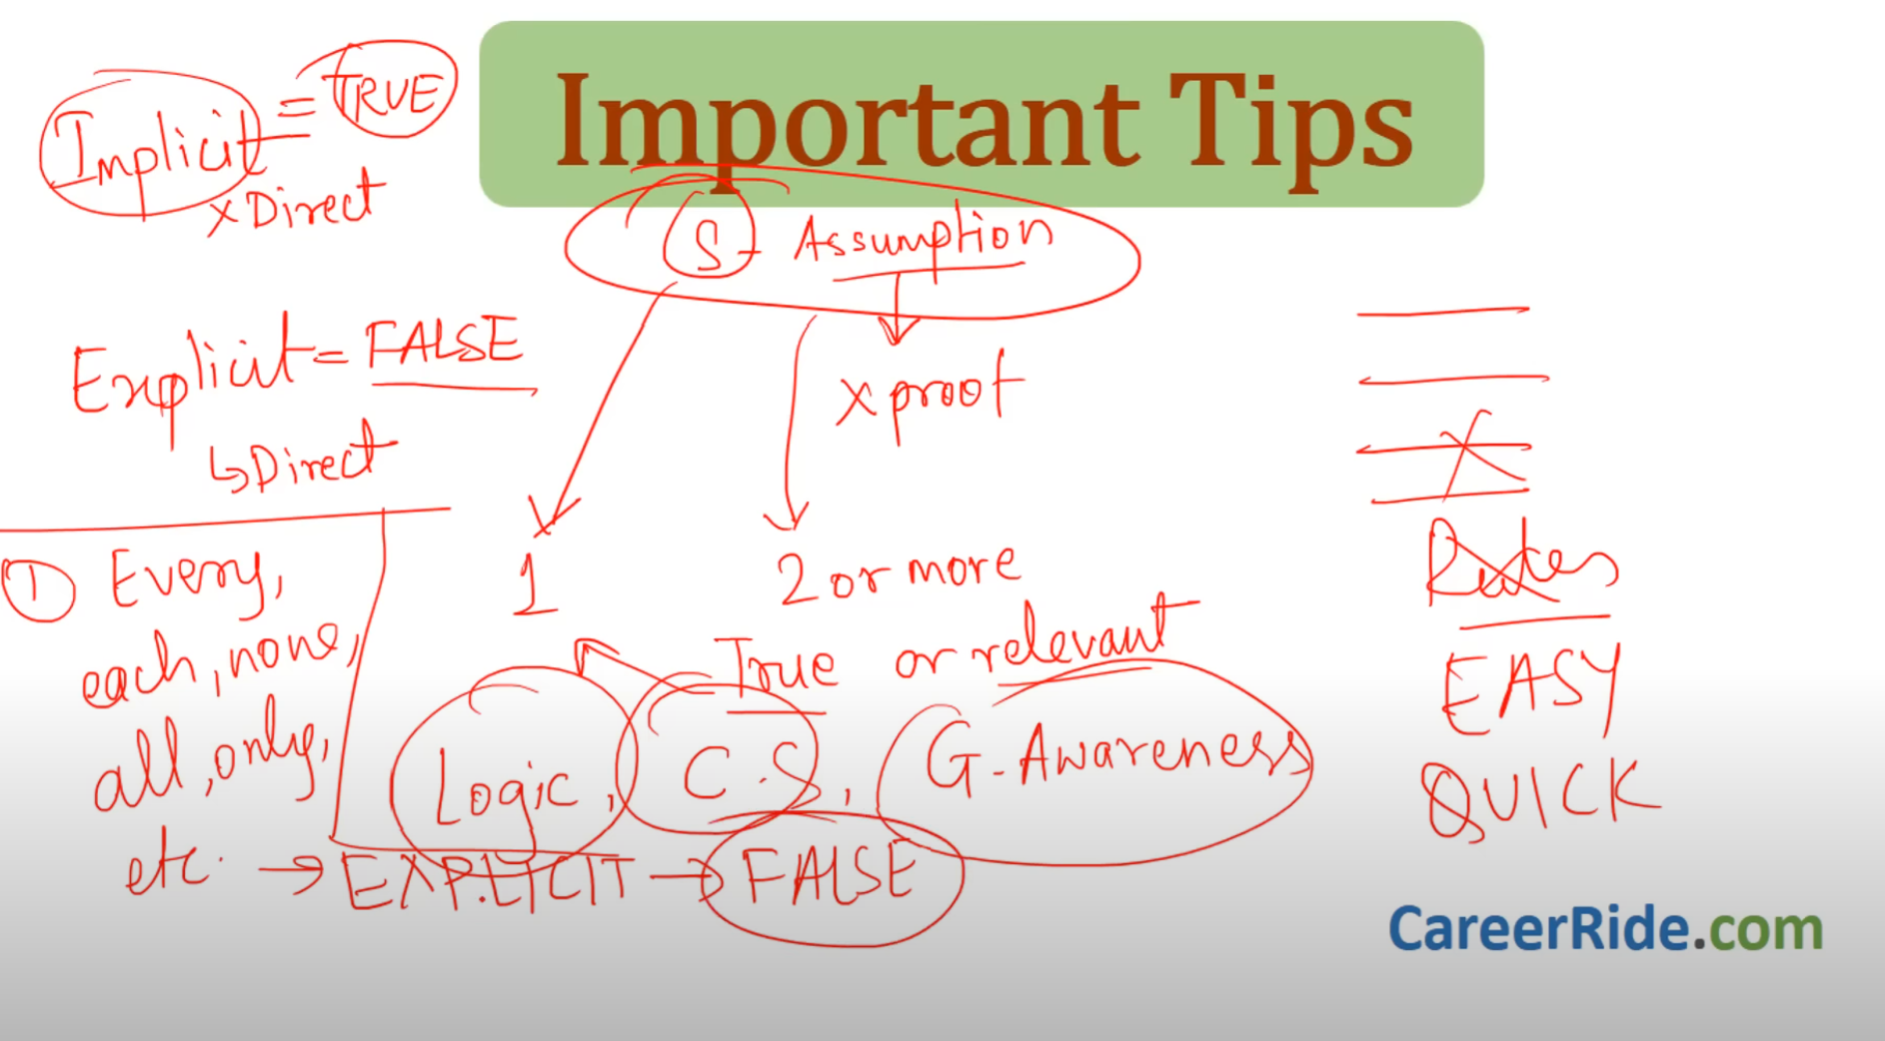 Important Tips
Implicit = TRUE
x Direct
S - Assumption
x proof
Explicit = FALSE
↳ Direct
1
2 or more
True or relevant
Logic, C.S, G-Awareness
① Every,
each, none,
all, only,
etc. → EXPLICIT → FALSE
Rules
EASY
QUICK
CareerRide.com